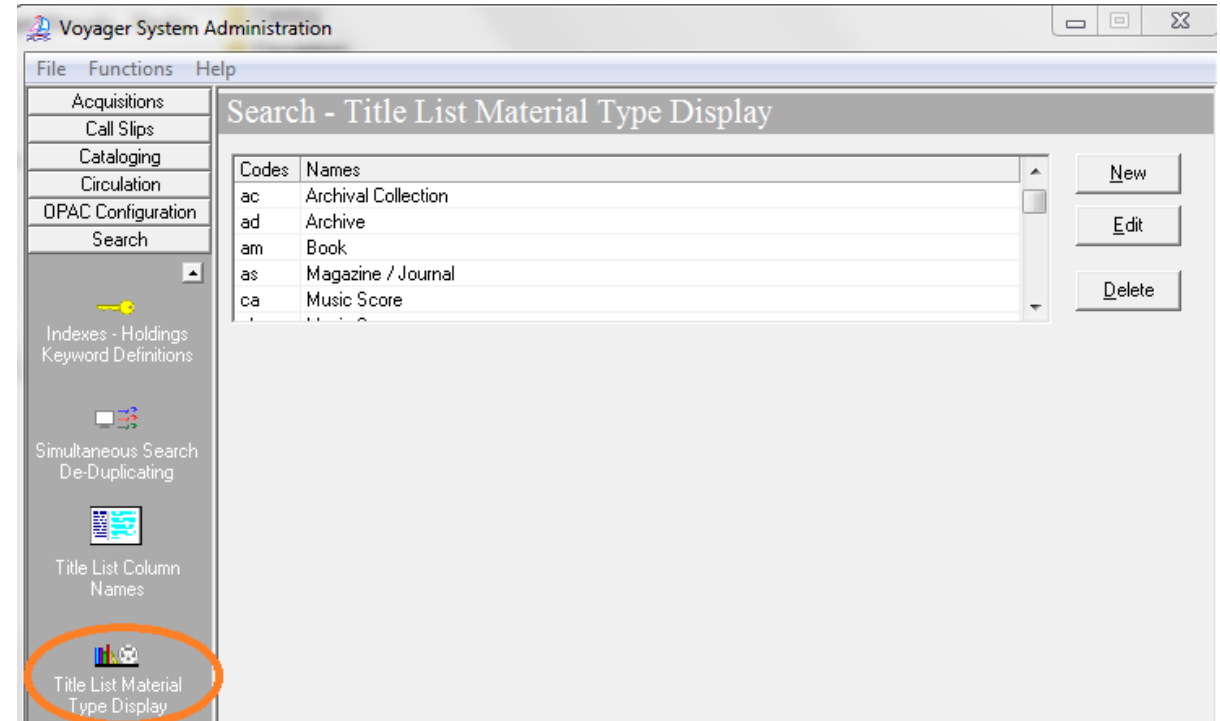 Voyager System Administration
File Functions Help
Acquisitions
Call Slips
Cataloging
Circulation
OPAC Configuration
Search
Indexes - Holdings
Keyword Definitions
Simultaneous Search
De-Duplicating
Title List Column
Names
Title List Material
Type Display
Search - Title List Material Type Display
Codes Names
ac Archival Collection
ad Archive
am Book
as Magazine / Journal
ca Music Score
New
Edit
Delete